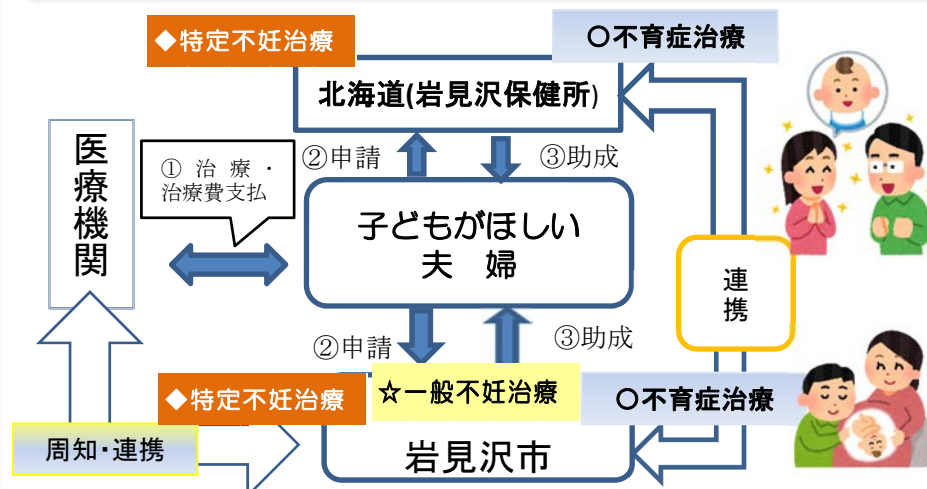 ◆特定不妊治療
○不育症治療
北海道(岩見沢保健所)
医療機関
①治療・
治療費支払
②申請
③助成
子どもがほしい
夫 婦
連携
②申請
③助成
◆特定不妊治療
☆一般不妊治療
○不育症治療
周知・連携
岩見沢市